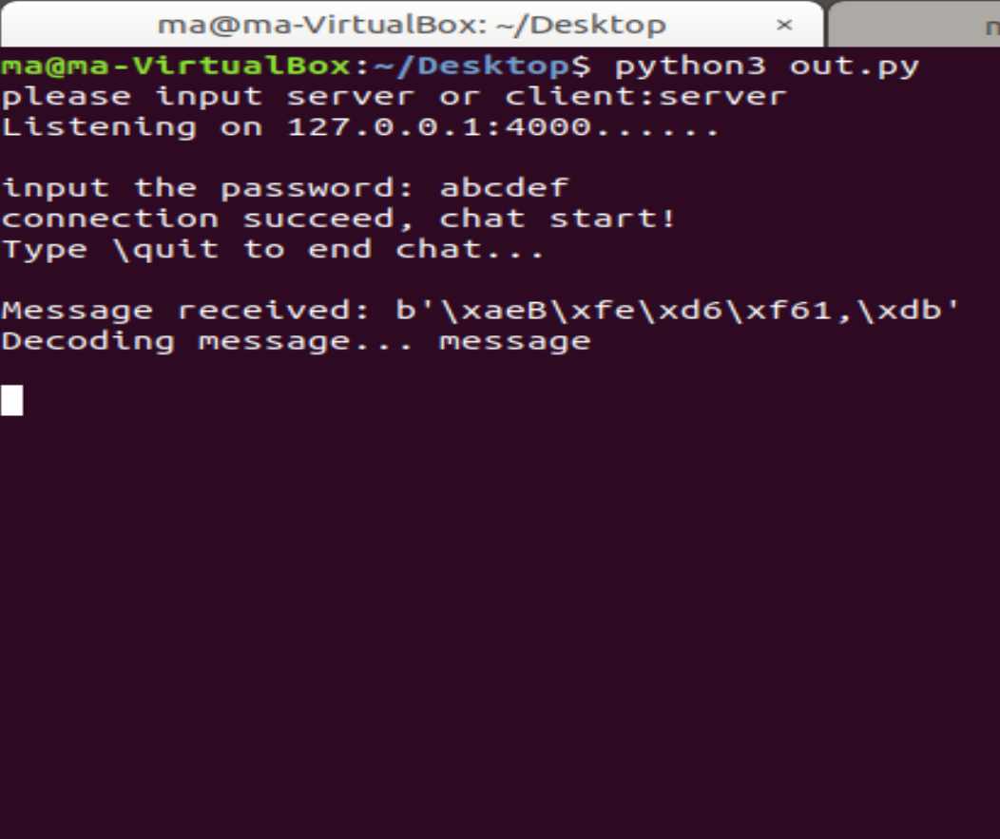 ma@ma-VirtualBox: ~/Desktop ×
ma@ma-VirtualBox:~/Desktop$ python3 out.py
please input server or client:server
Listening on 127.0.0.1:4000......
input the password: abcdef
connection succeed, chat start!
Type \quit to end chat...
Message received: b'\xaeB\xfe\xd6\xf61,\xdb'
Decoding message... message